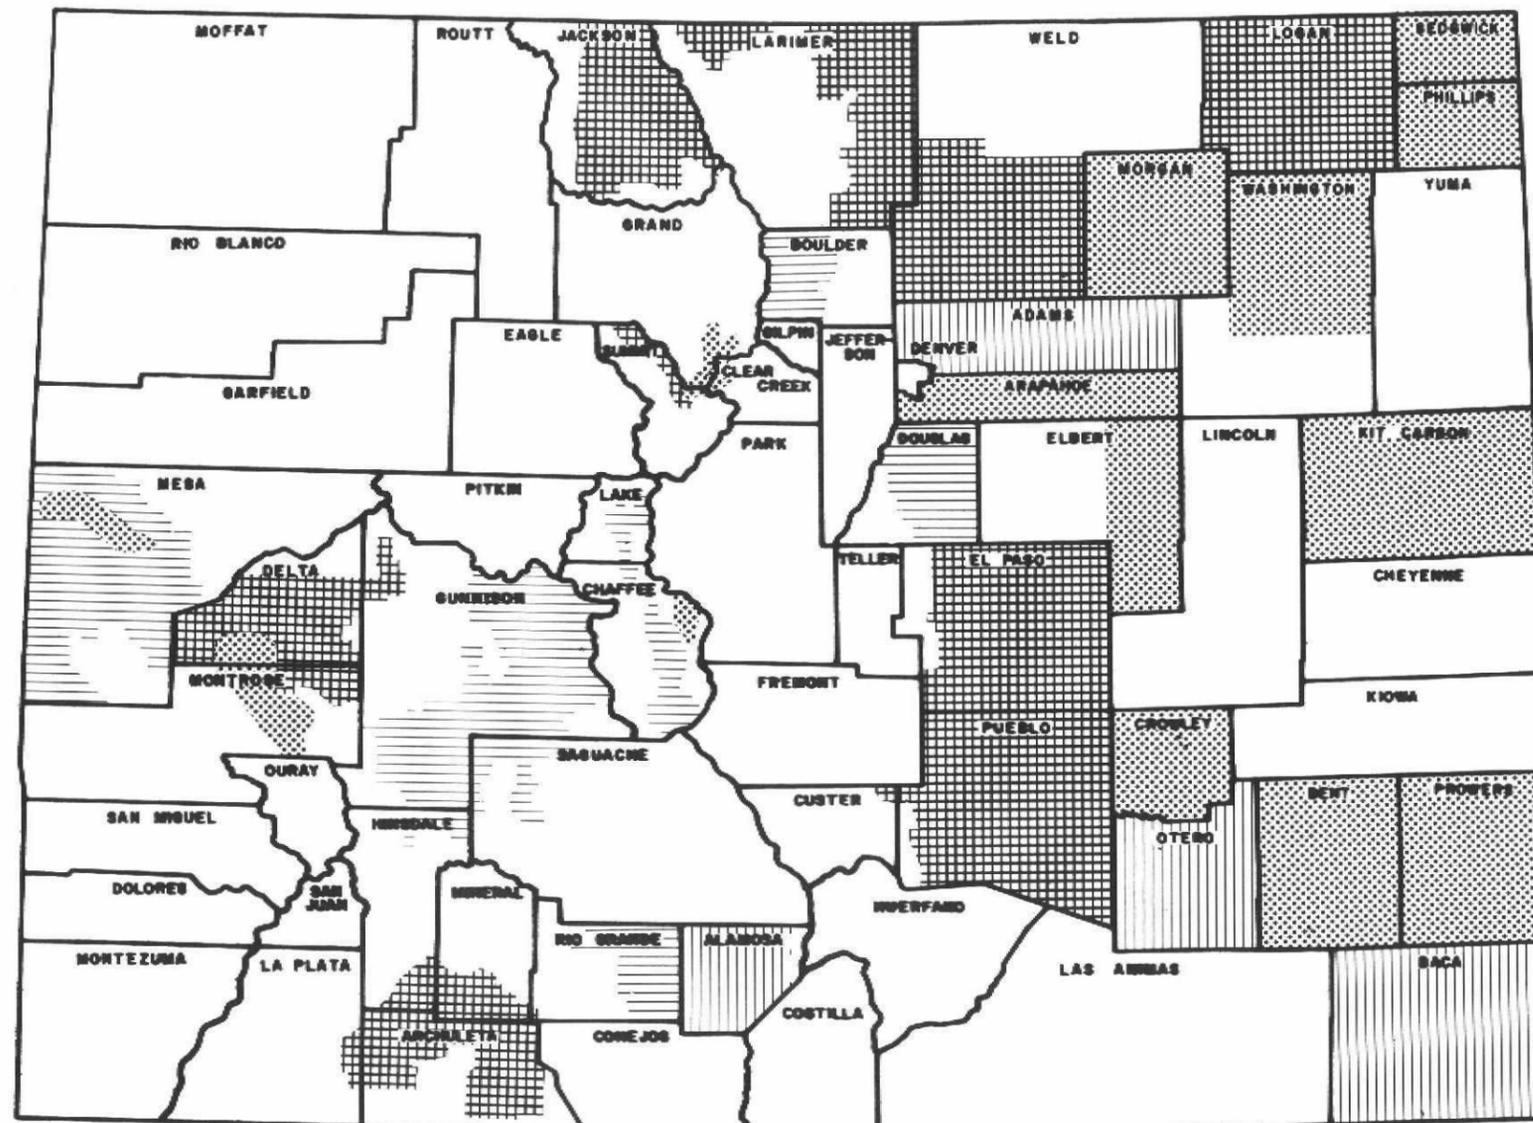 MOFFAT
ROUTT
JACKSON
LARIMER
WELD
LOGAN
SEDGWICK
PHILLIPS
MORGAN
WASHINGTON
YUMA
RIO BLANCO
GRAND
BOULDER
EAGLE
SUMMIT
GILPIN
JEFFER-
SON
ADAMS
DENVER
CLEAR
CREEK
ARAPAHOE
GARFIELD
PARK
DOUGLAS
ELBERT
LINCOLN
KIT CARSON
MESA
PITKIN
LAKE
DELTA
GUNNISON
CHAFFEE
TELLER
EL PASO
CHEYENNE
MONTROSE
FREMONT
KIOWA
PUEBLO
CROWLEY
OURAY
SAGUACHE
CUSTER
BENT
PROWERS
SAN MIGUEL
HINSDALE
OTERO
DOLORES
SAN
JUAN
MINERAL
HUERFANO
RIO GRANDE
ALAMOSA
MONTEZUMA
LA PLATA
LAS ANIMAS
BACA
COSTILLA
ARCHULETA
CONEJOS